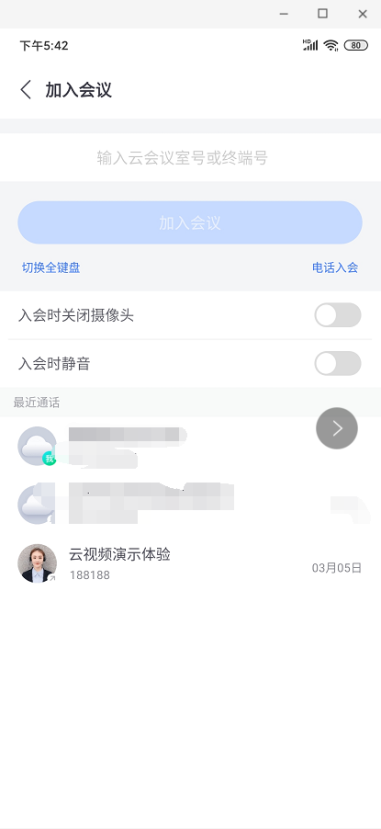 下午5:42
HD
80
加入会议
输入云会议室号或终端号
加入会议
切换全键盘 电话入会
入会时关闭摄像头
入会时静音
最近通话
云视频演示体验
188188 03月05日